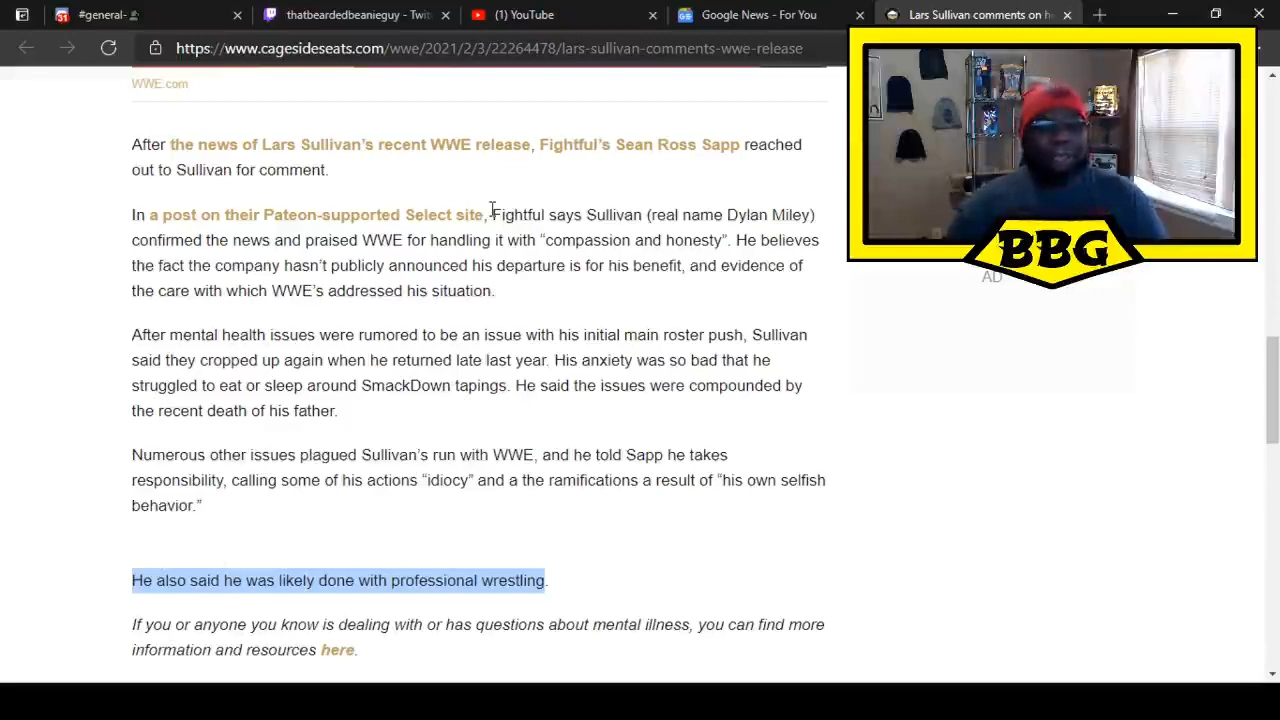 #general-
thatbeardedbeanieguy - Twit
(1) YouTube
Google News - For You
Lars Sullivan comments on h
https://www.cagesideseats.com/wwe/2021/2/3/22264478/lars-sullivan-comments-wwe-release
WWE.com
After the news of Lars Sullivan’s recent WWE release, Fightful’s Sean Ross Sapp reached
out to Sullivan for comment.
In a post on their Pateon-supported Select site, Fightful says Sullivan (real name Dylan Miley)
confirmed the news and praised WWE for handling it with “compassion and honesty”. He believes
the fact the company hasn’t publicly announced his departure is for his benefit, and evidence of
the care with which WWE’s addressed his situation.
After mental health issues were rumored to be an issue with his initial main roster push, Sullivan
said they cropped up again when he returned late last year. His anxiety was so bad that he
struggled to eat or sleep around SmackDown tapings. He said the issues were compounded by
the recent death of his father.
Numerous other issues plagued Sullivan’s run with WWE, and he told Sapp he takes
responsibility, calling some of his actions “idiocy” and a the ramifications a result of “his own selfish
behavior.”
He also said he was likely done with professional wrestling.
If you or anyone you know is dealing with or has questions about mental illness, you can find more
information and resources here.
BBG
AD